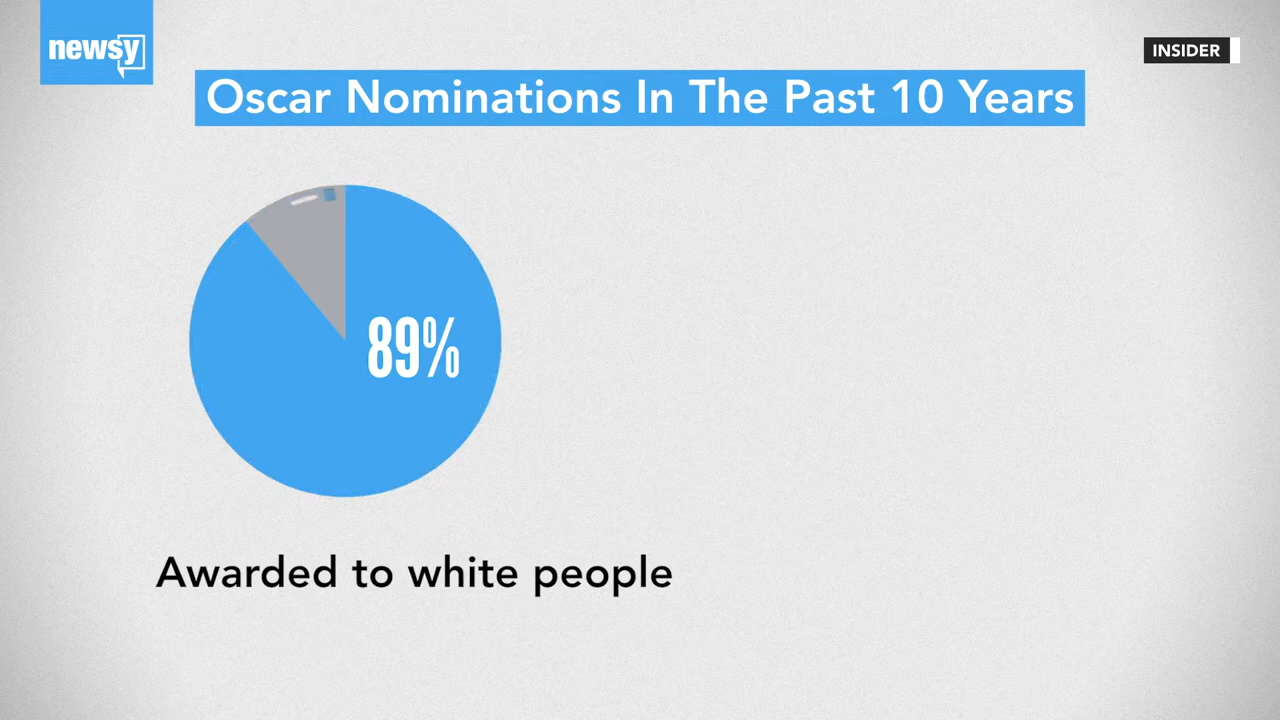 newsy
INSIDER
Oscar Nominations In The Past 10 Years
89%
Awarded to white people